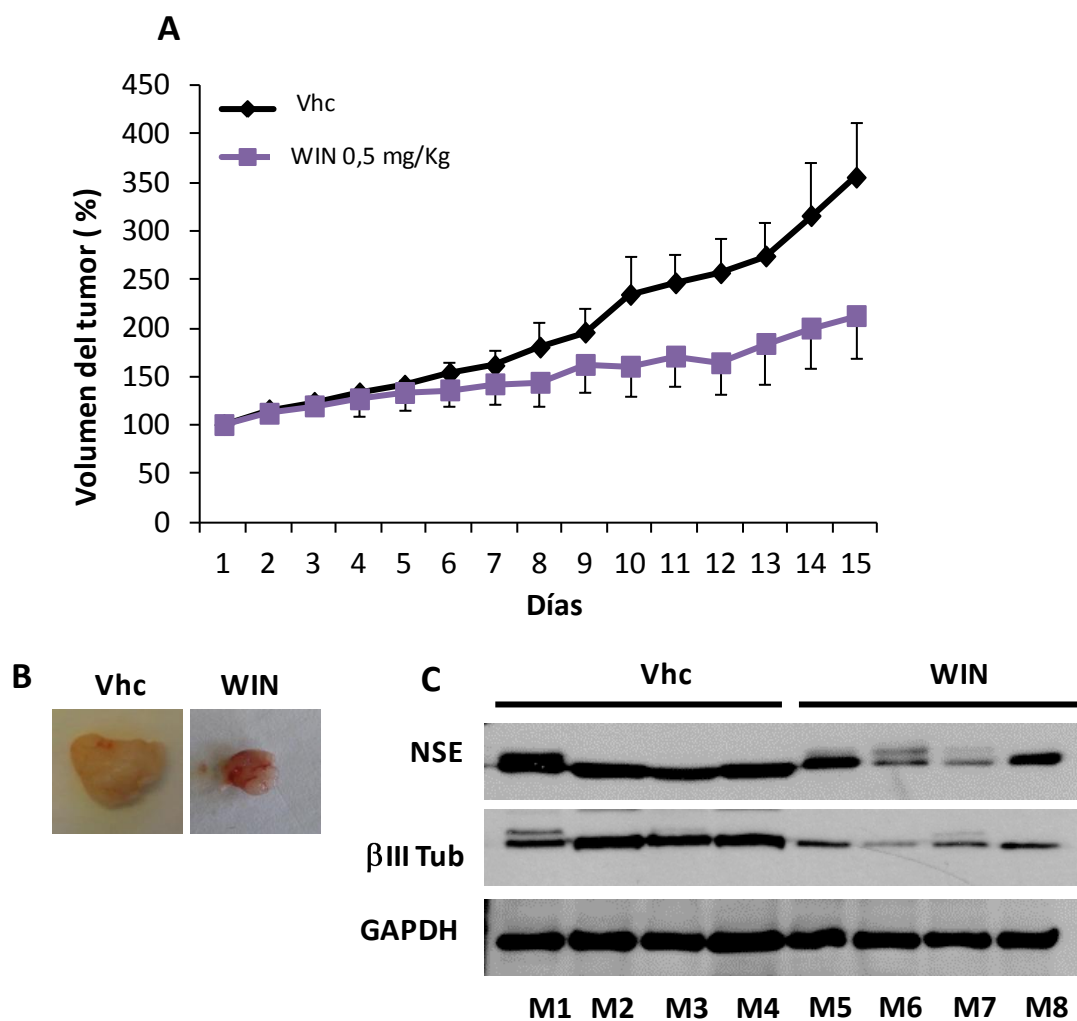 A
Volumen del tumor ( %)
450
400
350
300
250
200
150
100
50
0
Vhc
WIN 0,5 mg/Kg
1 2 3 4 5 6 7 8 9 10 11 12 13 14 15
Días
B
Vhc WIN
C
Vhc WIN
NSE
βIII Tub
GAPDH
M1 M2 M3 M4 M5 M6 M7 M8